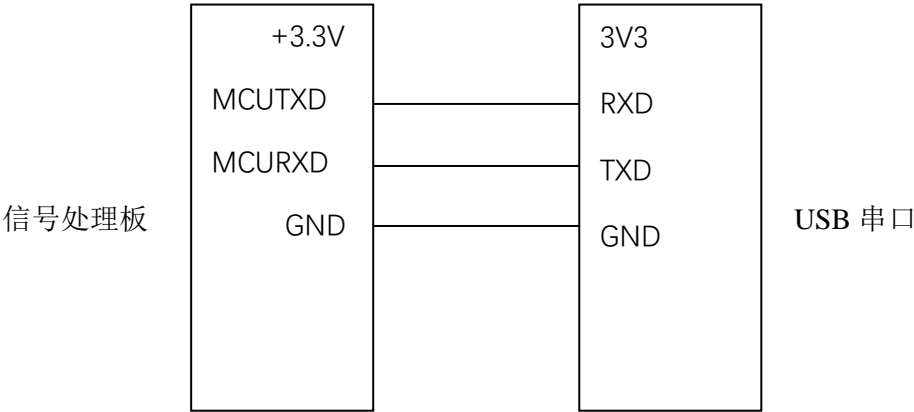 +3.3V
MCUTXD
MCURXD
GND
信号处理板
3V3
RXD
TXD
GND
USB 串口